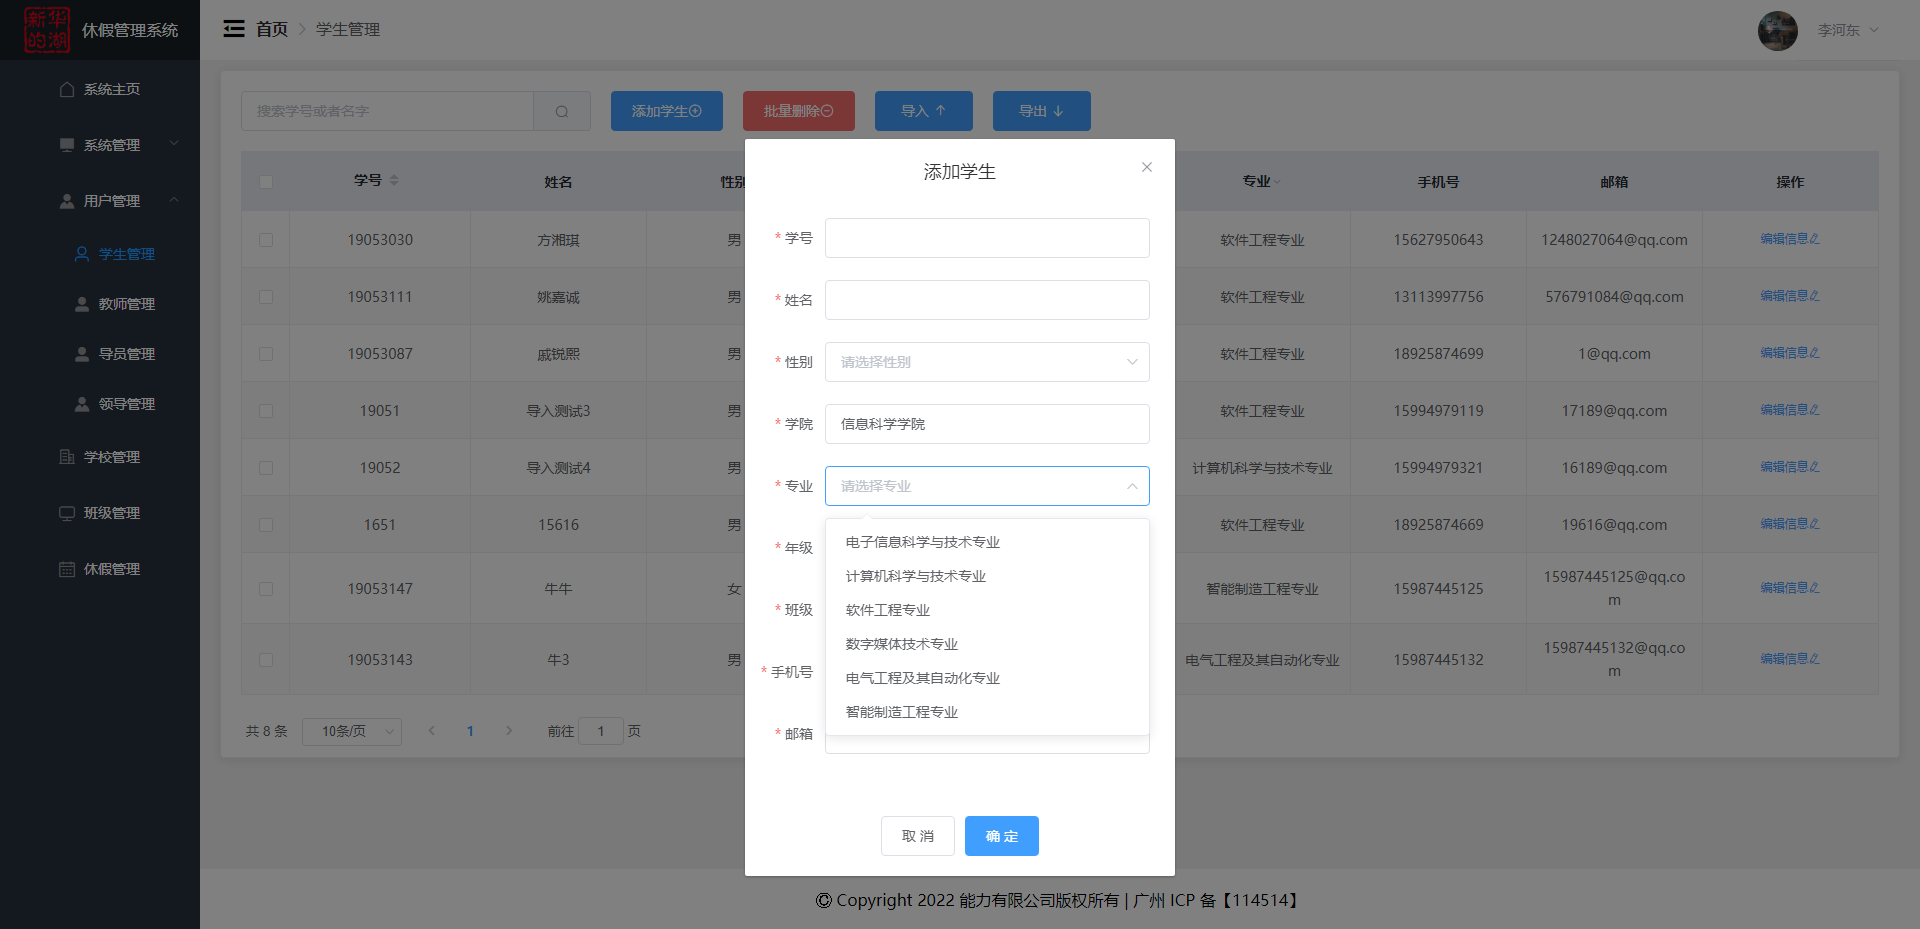 新华
的湖
休假管理系统
首页
学生管理
李河东
系统主页
系统管理
用户管理
学生管理
教师管理
导员管理
领导管理
学校管理
班级管理
休假管理
搜索学号或者名字
添加学生
批量删除
导入
导出
学号 姓名 性别 专业 手机号 邮箱 操作
19053030 方湘琪 男 软件工程专业 15627950643 1248027064@qq.com 编辑信息
19053111 姚嘉诚 男 软件工程专业 13113997756 576791084@qq.com 编辑信息
19053087 戚锐熙 男 软件工程专业 18925874699 1@qq.com 编辑信息
19051 导入测试3 男 软件工程专业 15994979119 17189@qq.com 编辑信息
19052 导入测试4 男 计算机科学与技术专业 15994979321 16189@qq.com 编辑信息
1651 15616 男 软件工程专业 18925874669 19616@qq.com 编辑信息
19053147 牛牛 女 智能制造工程专业 15987445125 15987445125@qq.co
m 编辑信息
19053143 牛3 男 电气工程及其自动化专业 15987445132 15987445132@qq.co
m 编辑信息
共 8 条 10条/页 1 前往 1 页
添加学生
* 学号
* 姓名
* 性别 请选择性别
* 学院 信息科学学院
* 专业 请选择专业
电子信息科学与技术专业
计算机科学与技术专业
软件工程专业
数字媒体技术专业
电气工程及其自动化专业
智能制造工程专业
* 年级
* 班级
* 手机号
* 邮箱
取 消
确 定
© Copyright 2022 能力有限公司版权所有 | 广州 ICP 备【114514】